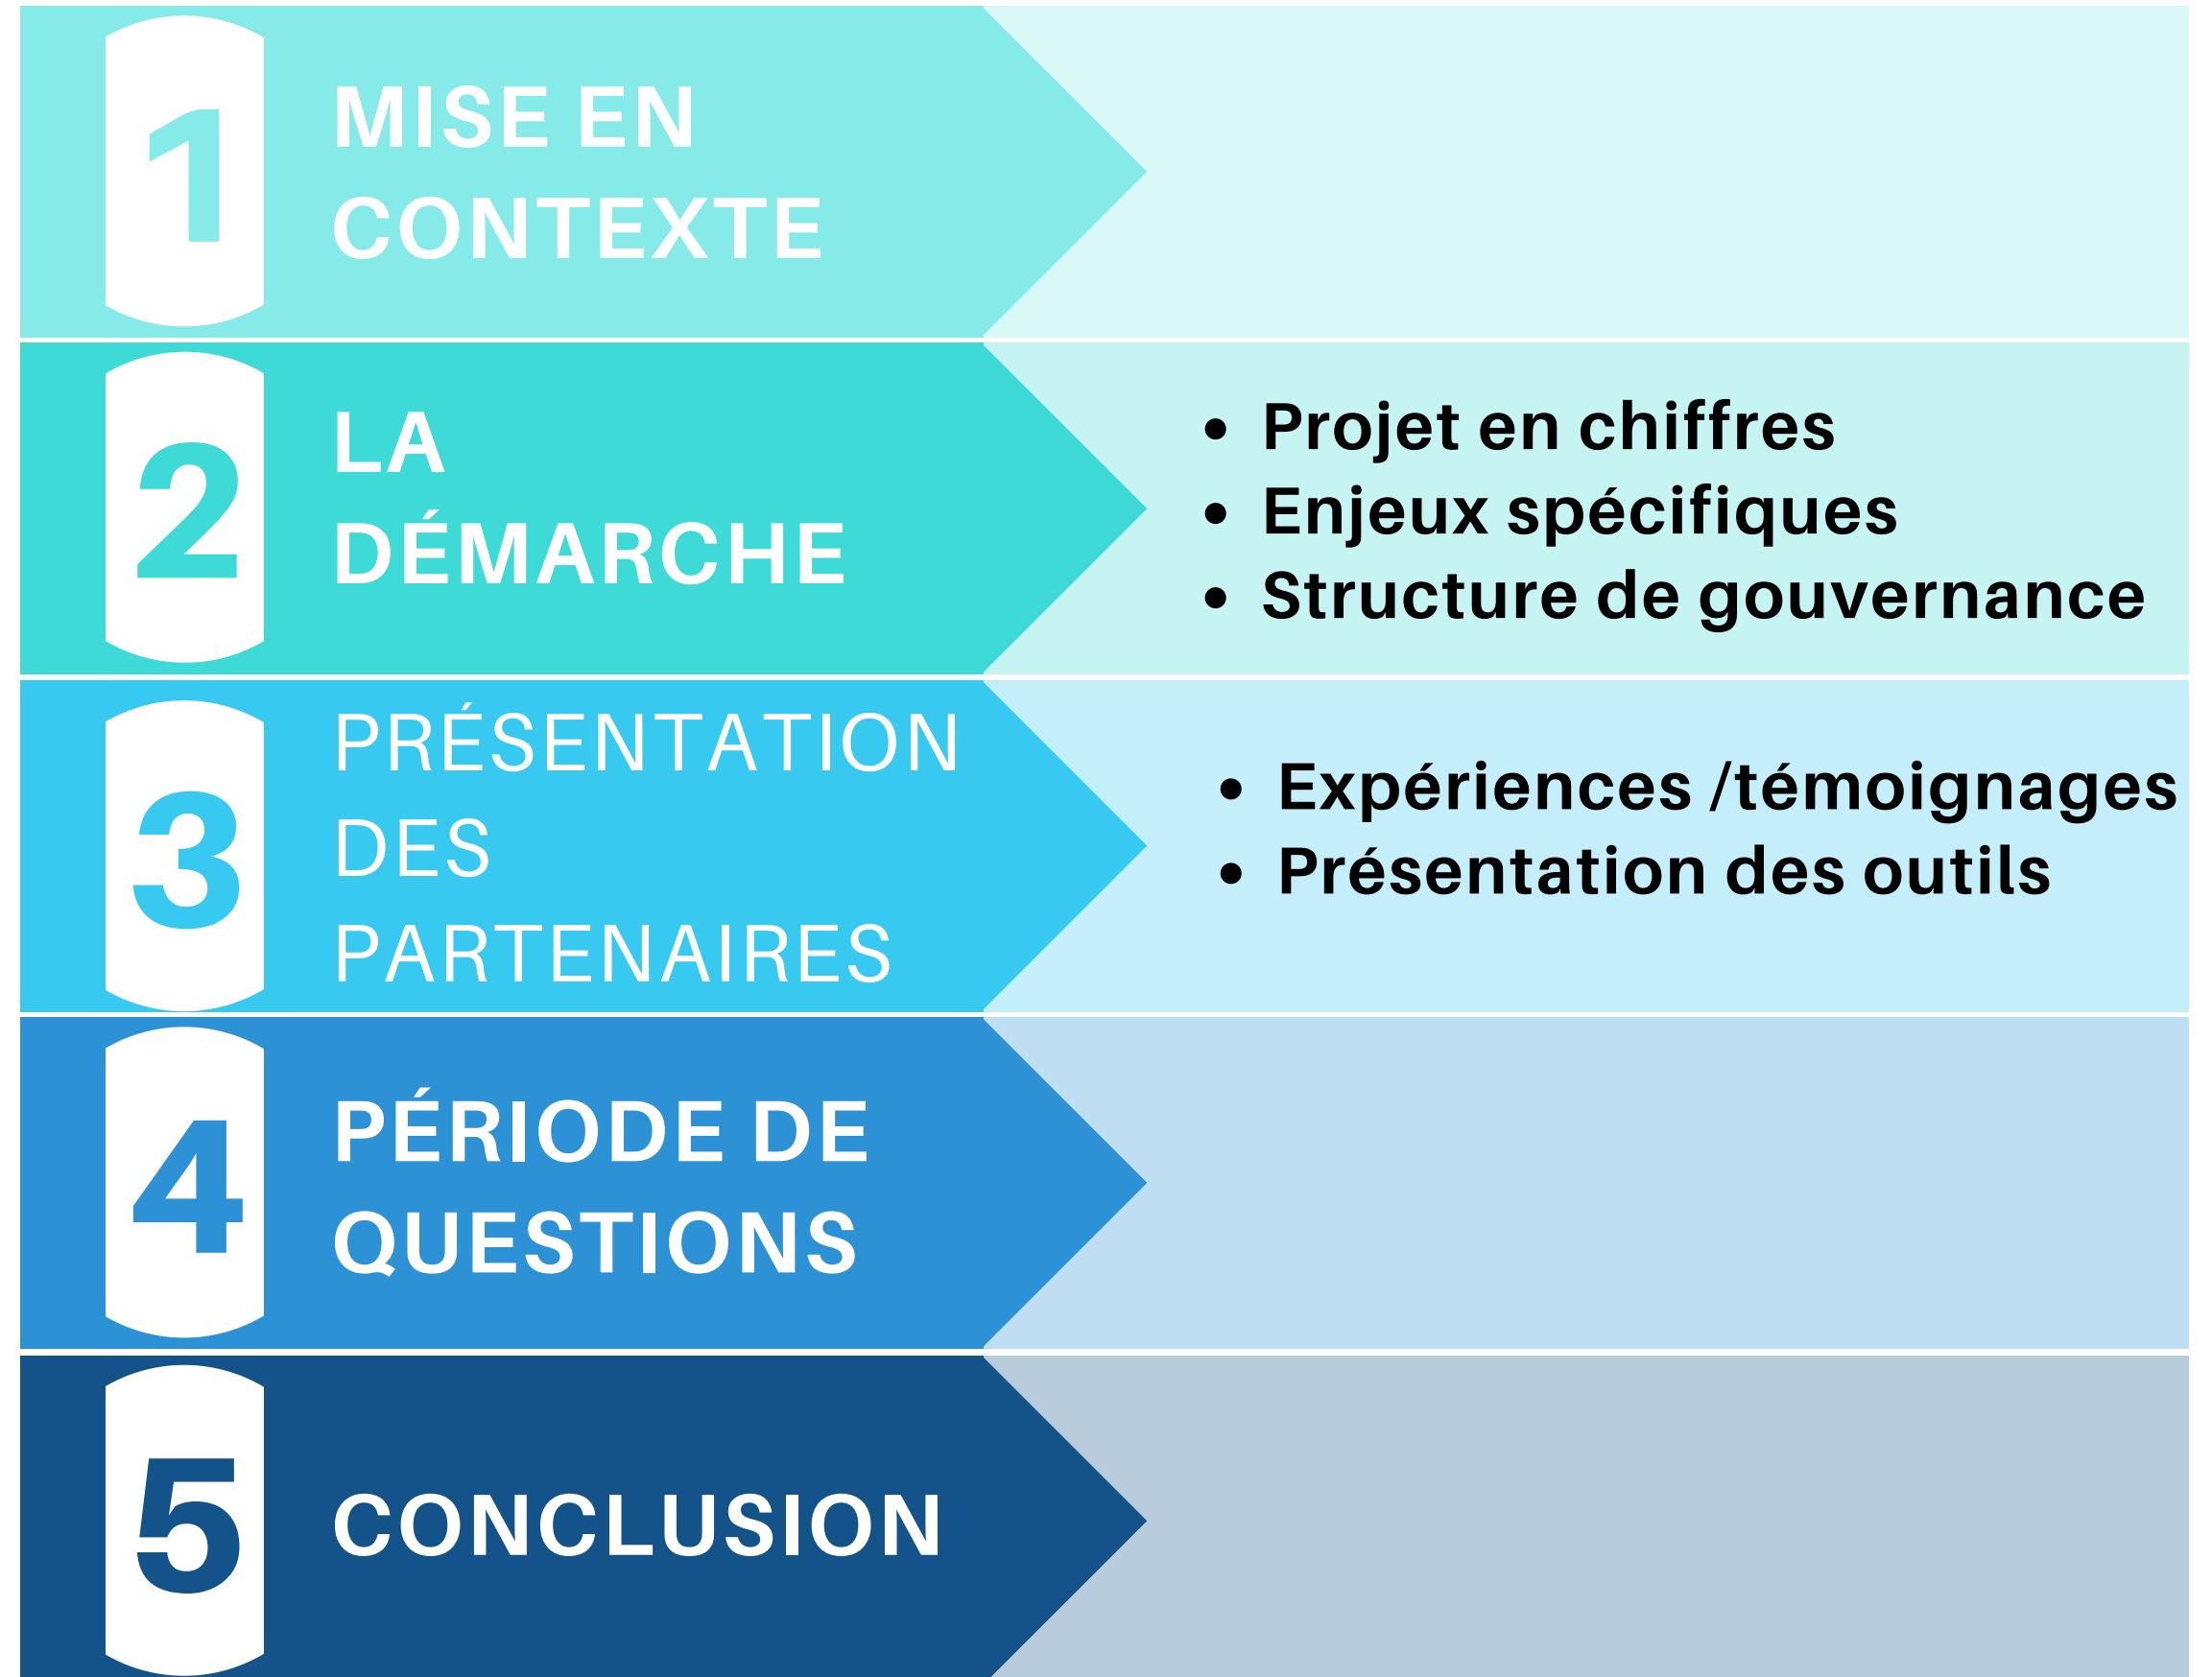 1
MISE EN
CONTEXTE
2
LA
DÉMARCHE
• Projet en chiffres
• Enjeux spécifiques
• Structure de gouvernance
3
PRÉSENTATION
DES
PARTENAIRES
• Expériences /témoignages
• Présentation des outils
4
PÉRIODE DE
QUESTIONS
5
CONCLUSION